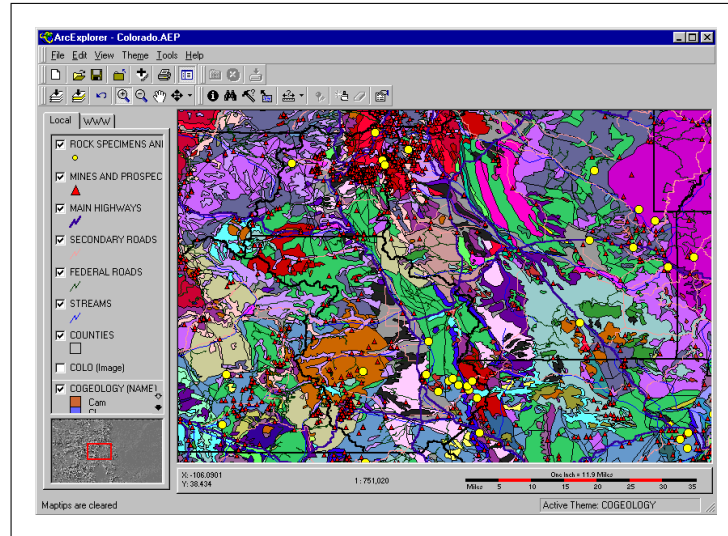 ArcExplorer - Colorado.AEP
File Edit View Theme Tools Help
Local WWW
ROCK SPECIMENS AN
MINES AND PROSPEC
MAIN HIGHWAYS
SECONDARY ROADS
FEDERAL ROADS
STREAMS
COUNTIES
COLO (Image)
COGEOLOGY (NAME)
Cam
X: -106.0901
Y: 38.434
1 : 751,020
One Inch = 11.9 Miles
Miles 5 10 15 20 25 30 35
Maptips are cleared
Active Theme: COGEOLOGY